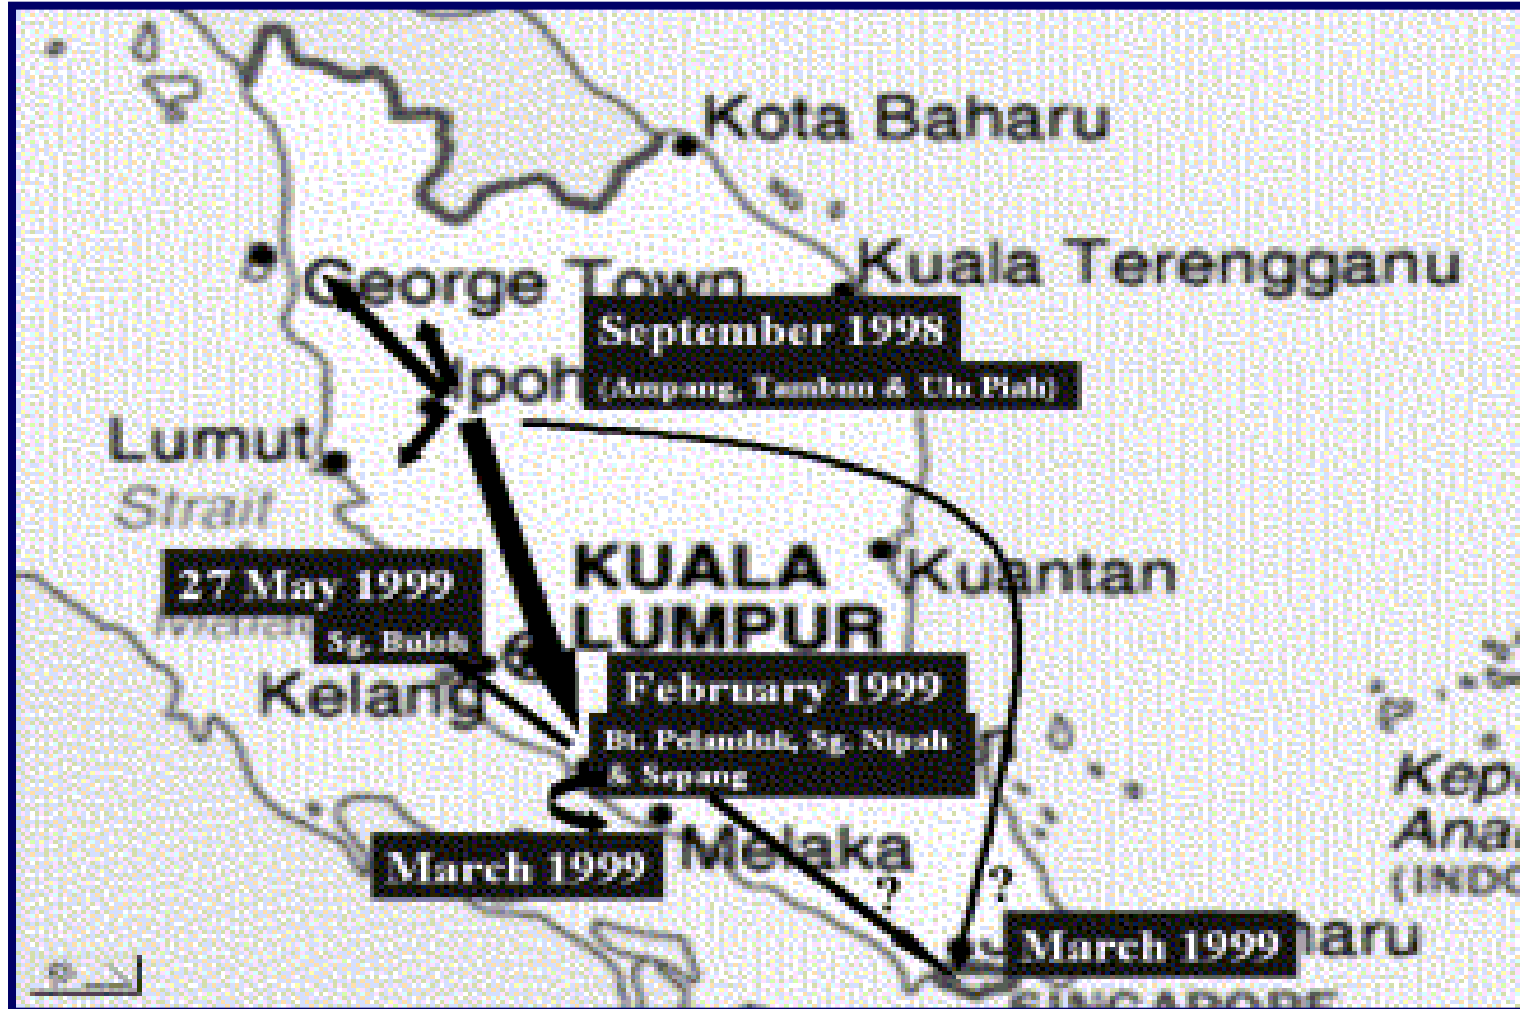 Kota Baharu
Kuala Terengganu
George Town
September 1998
Ipoh
(Ampang, Tambun & Ulu Piah)
Lumut
Strait
KUALA
LUMPUR
Kuantan
27 May 1999
Sg. Buloh
Kelang
February 1999
Bt. Pelanduk, Sg. Nipah
& Sepang
Melaka
March 1999
?
?
Kep
Ana
(INDO
March 1999
haru
SINGAPORE